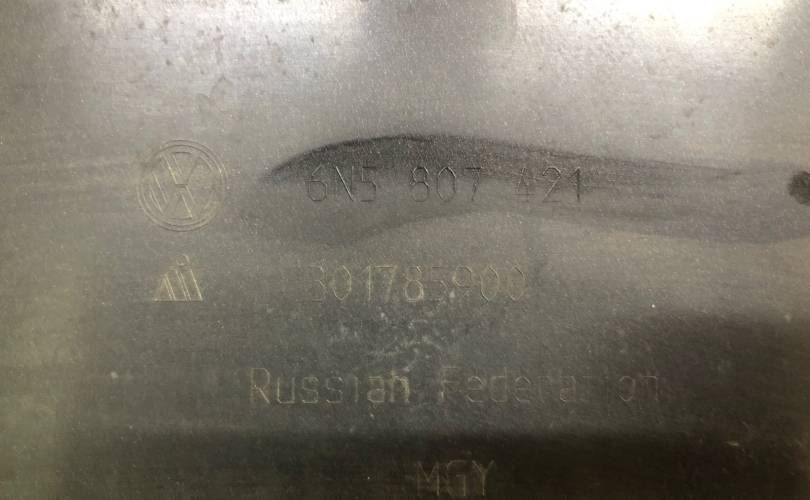 6N5 807 421
301785900
Russian Federation
MGY